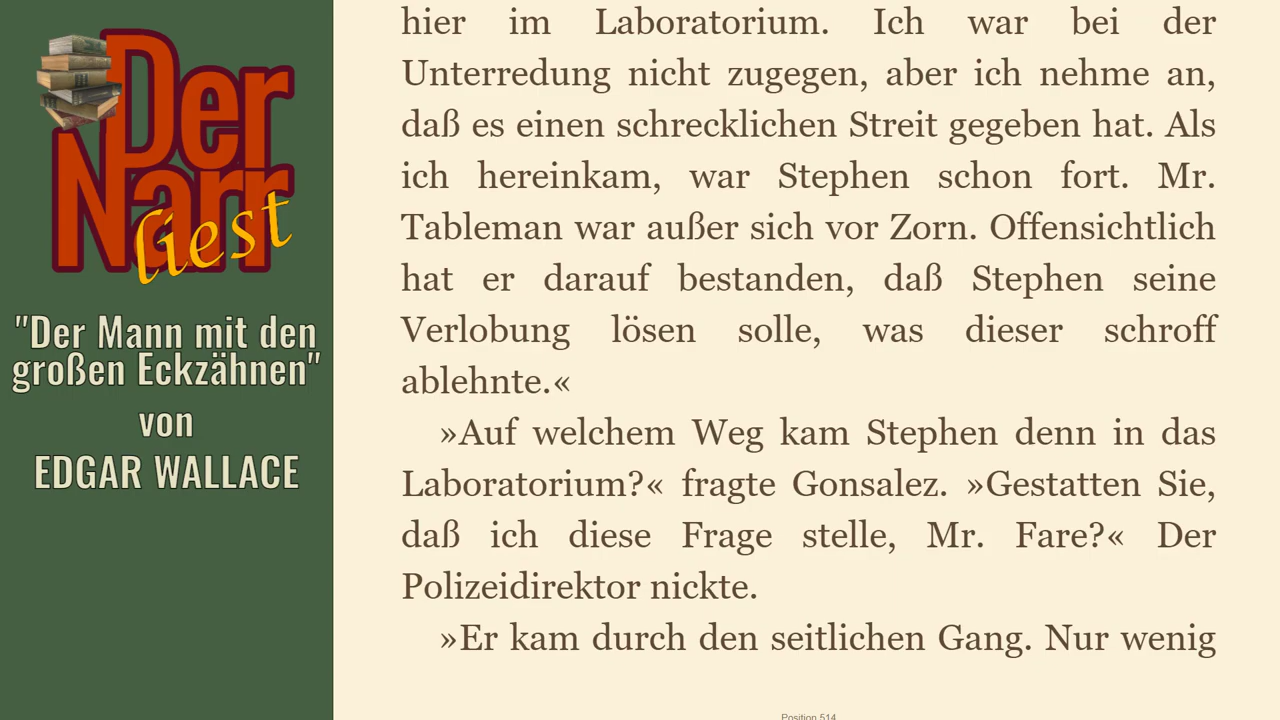 Der
Narr
liest
"Der Mann mit den
großen Eckzähnen"
von
EDGAR WALLACE
hier im Laboratorium. Ich war bei der
Unterredung nicht zugegen, aber ich nehme an,
daß es einen schrecklichen Streit gegeben hat. Als
ich hereinkam, war Stephen schon fort. Mr.
Tableman war außer sich vor Zorn. Offensichtlich
hat er darauf bestanden, daß Stephen seine
Verlobung lösen solle, was dieser schroff
ablehnte.«
»Auf welchem Weg kam Stephen denn in das
Laboratorium?« fragte Gonsalez. »Gestatten Sie,
daß ich diese Frage stelle, Mr. Fare?« Der
Polizeidirektor nickte.
»Er kam durch den seitlichen Gang. Nur wenig
Position 514